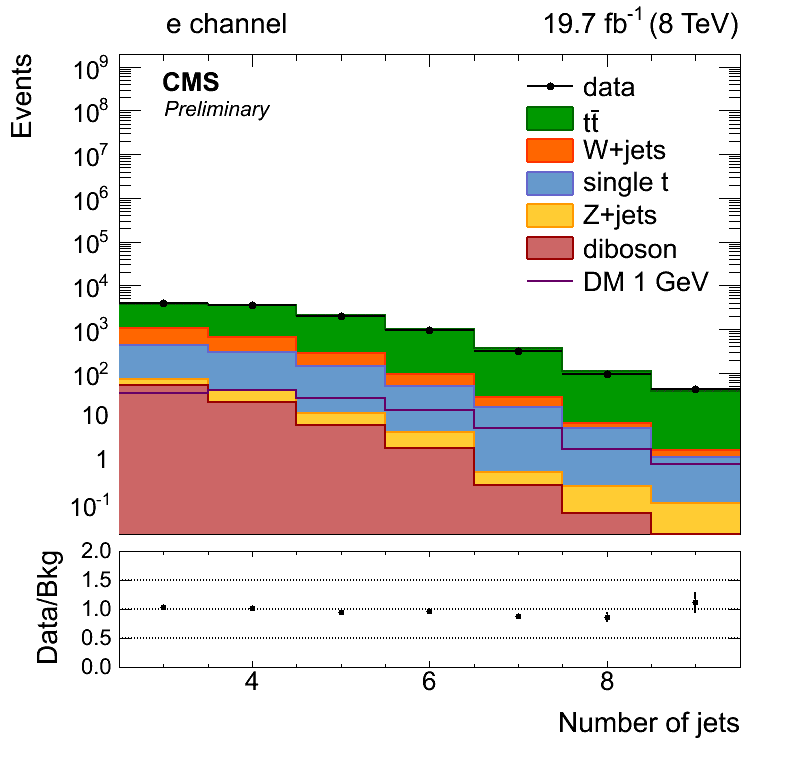 e channel
19.7 fb⁻¹ (8 TeV)
Events
CMS
Preliminary
data
tt̄
W+jets
single t
Z+jets
diboson
DM 1 GeV
10⁹
10⁸
10⁷
10⁶
10⁵
10⁴
10³
10²
10
1
10⁻¹
Data/Bkg
2.0
1.5
1.0
0.5
0.0
4 6 8
Number of jets